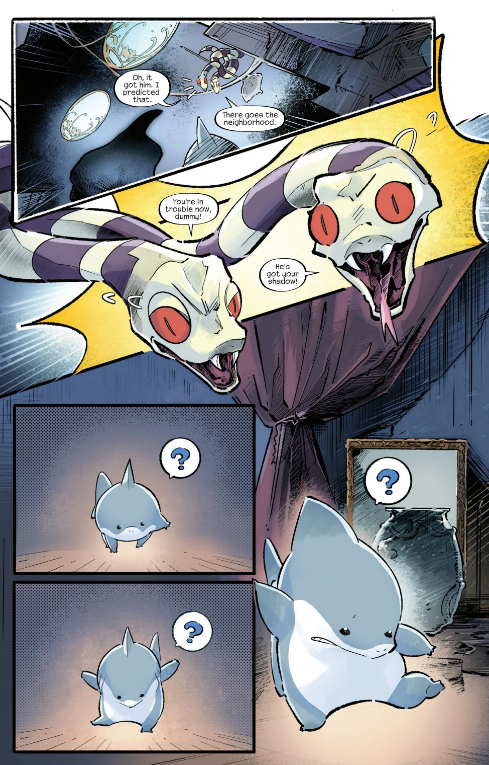 Oh, it
got him. I
predicted
that.
There goes the
neighborhood.
You're in
trouble now,
dummy!
He's
got your
shadow!
?
?
?